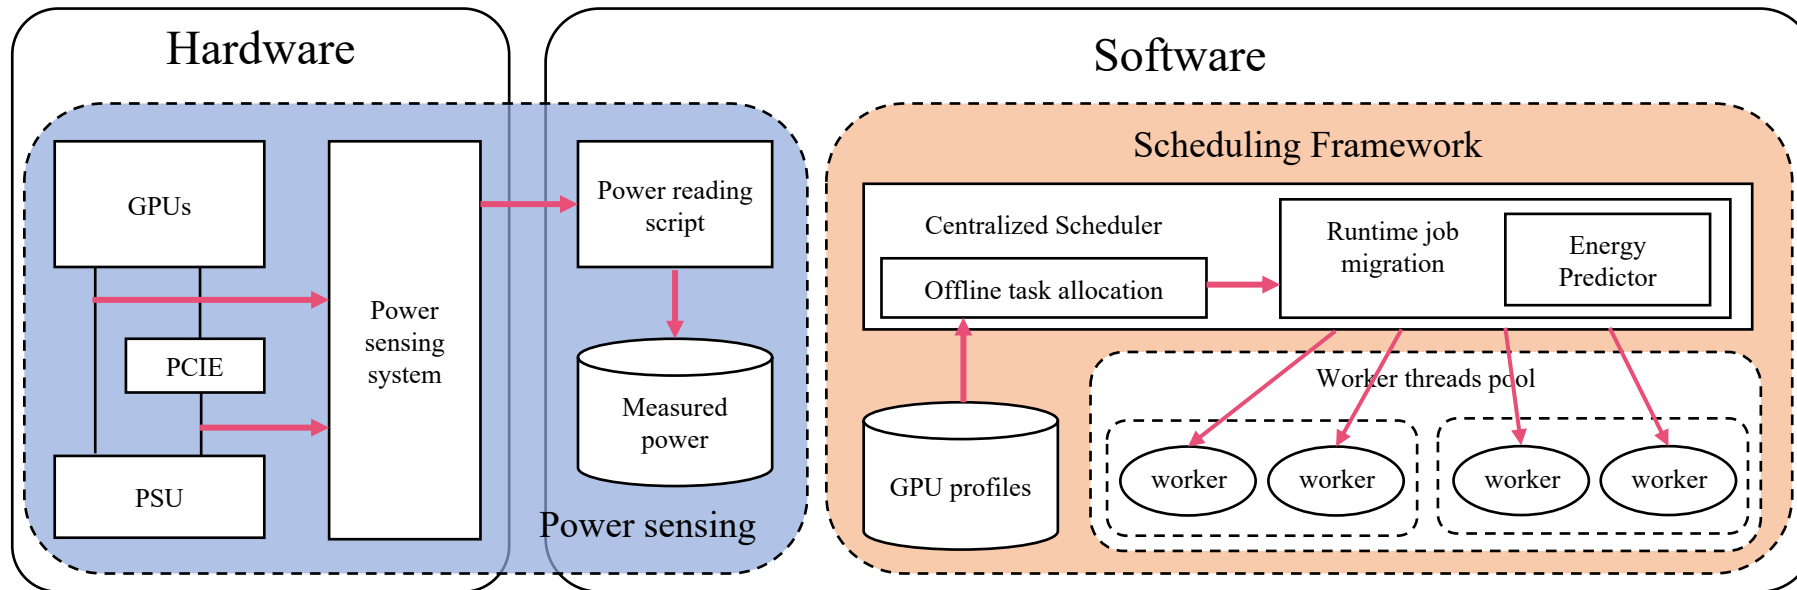 Hardware
Software
GPUs
PCIE
PSU
Power
sensing
system
Power reading
script
Measured
power
Power sensing
Scheduling Framework
Centralized Scheduler
Offline task allocation
Runtime job
migration
Energy
Predictor
GPU profiles
Worker threads pool
worker
worker
worker
worker